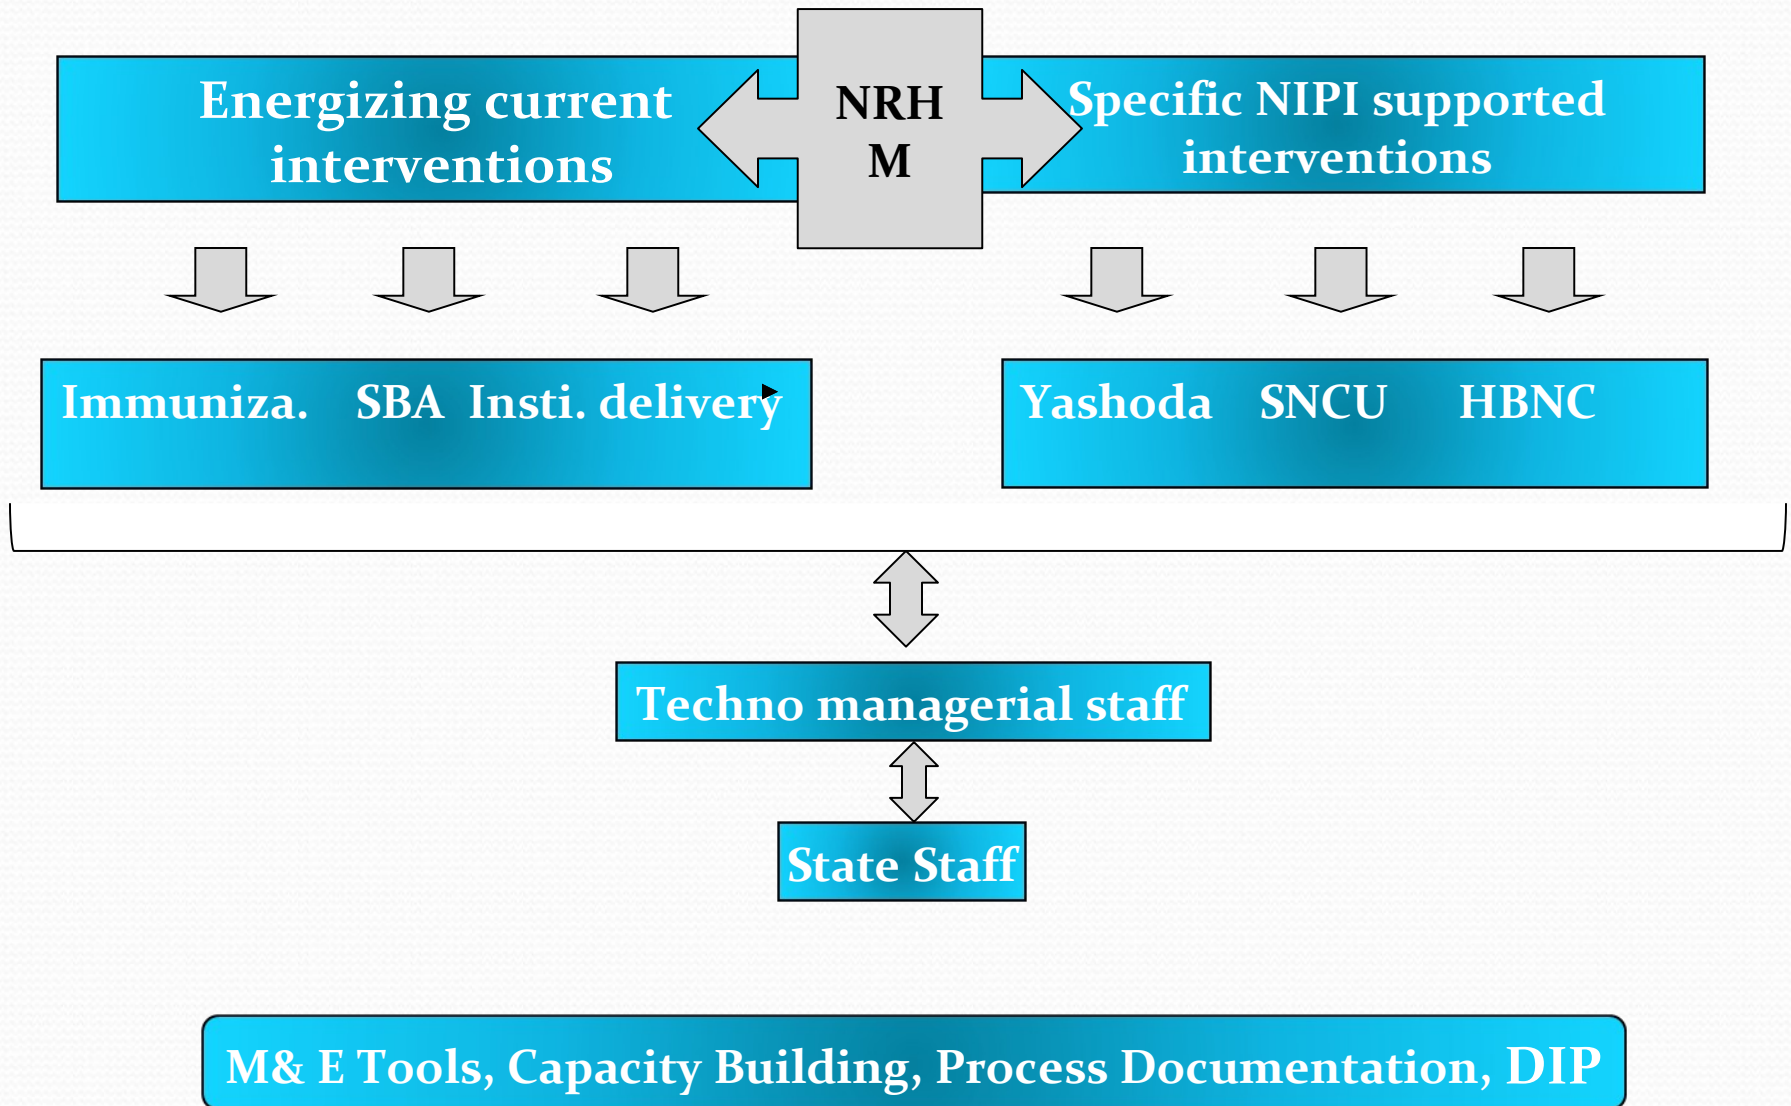 Energizing current
interventions
NRH
M
Specific NIPI supported
interventions
Immuniza. SBA Insti. delivery
Yashoda SNCU HBNC
Techno managerial staff
State Staff
M& E Tools, Capacity Building, Process Documentation, DIP